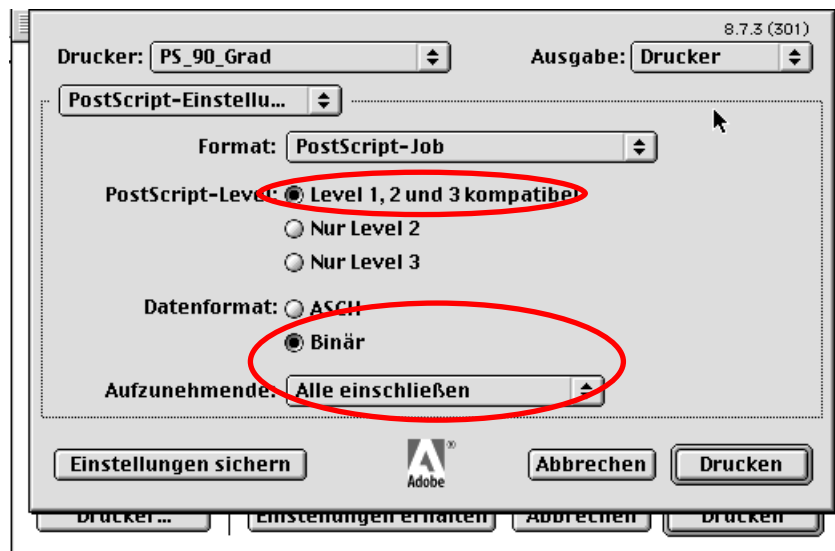 8.7.3 (301)
Drucker: PS_90_Grad Ausgabe: Drucker
PostScript-Einstellu...
Format: PostScript-Job
PostScript-Level: Level 1, 2 und 3 kompatibel
Nur Level 2
Nur Level 3
Datenformat: ASCII
Binär
Aufzunehmende: Alle einschließen
Einstellungen sichern Adobe ® Abbrechen Drucken
Drucker... Einstellungen erhalten Abbrechen Drucken